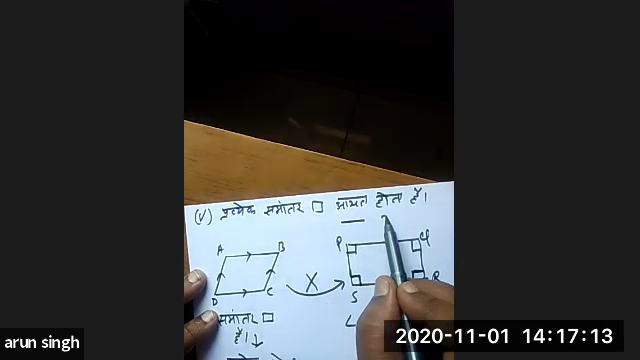 (V) प्रत्येक समांतर □ आयत होता है।
A B
P Q
X
D C
S R
समांतर □
है।
arun singh
2020-11-01 14:17:13